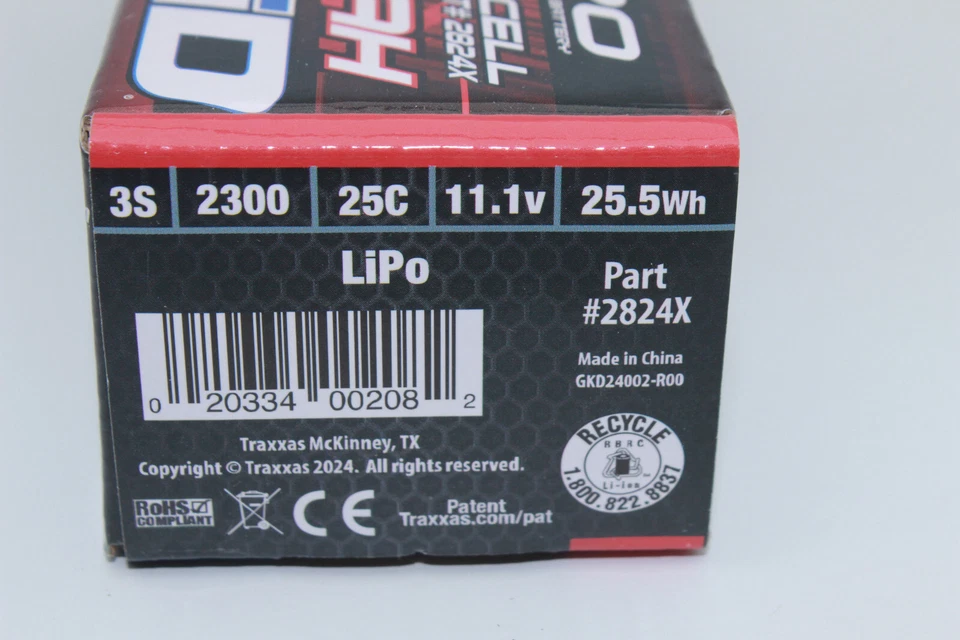 CELL
#2824X
3S 2300 25C 11.1v 25.5Wh
LiPo
Part
#2824X
Made in China
GKD24002-R00
0 20334 00208 2
Traxxas McKinney, TX
Copyright © Traxxas 2024. All rights reserved.
RoHS
COMPLIANT
CE
Patent
Traxxas.com/pat
RECYCLE
RBRC
Li-ion
1.800.822.8837